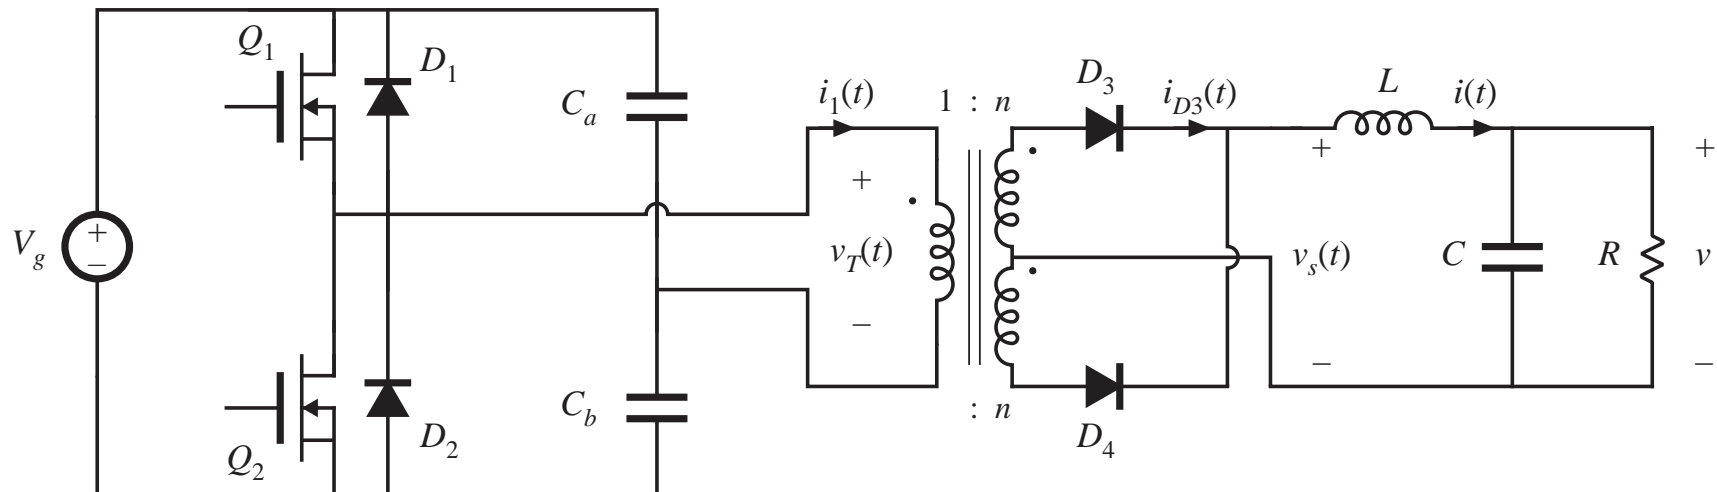 Q1
D1
Ca
i1(t)
1 : n
D3
iD3(t)
L
i(t)
+
+
+
Vg
+
−
vT(t)
vs(t)
C
R
v
−
−
−
Q2
D2
Cb
: n
D4